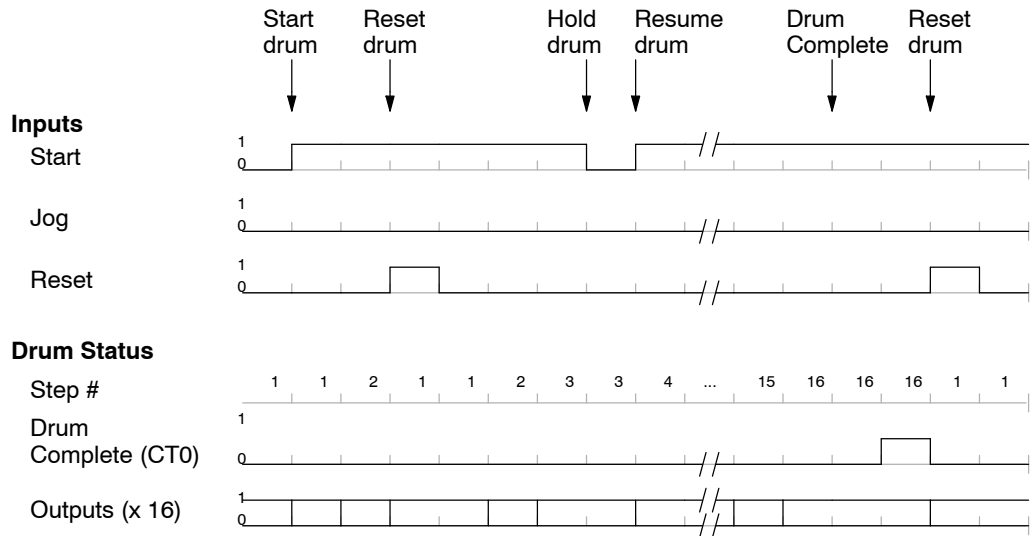 Start drum
Reset drum
Hold drum
Resume drum
Drum Complete
Reset drum
Inputs
Start
1
0
Jog
1
0
Reset
1
0
Drum Status
Step #
1 1 2 1 1 2 3 3 4 ... 15 16 16 16 1 1
Drum
Complete (CT0)
1
0
Outputs (x 16)
1
0